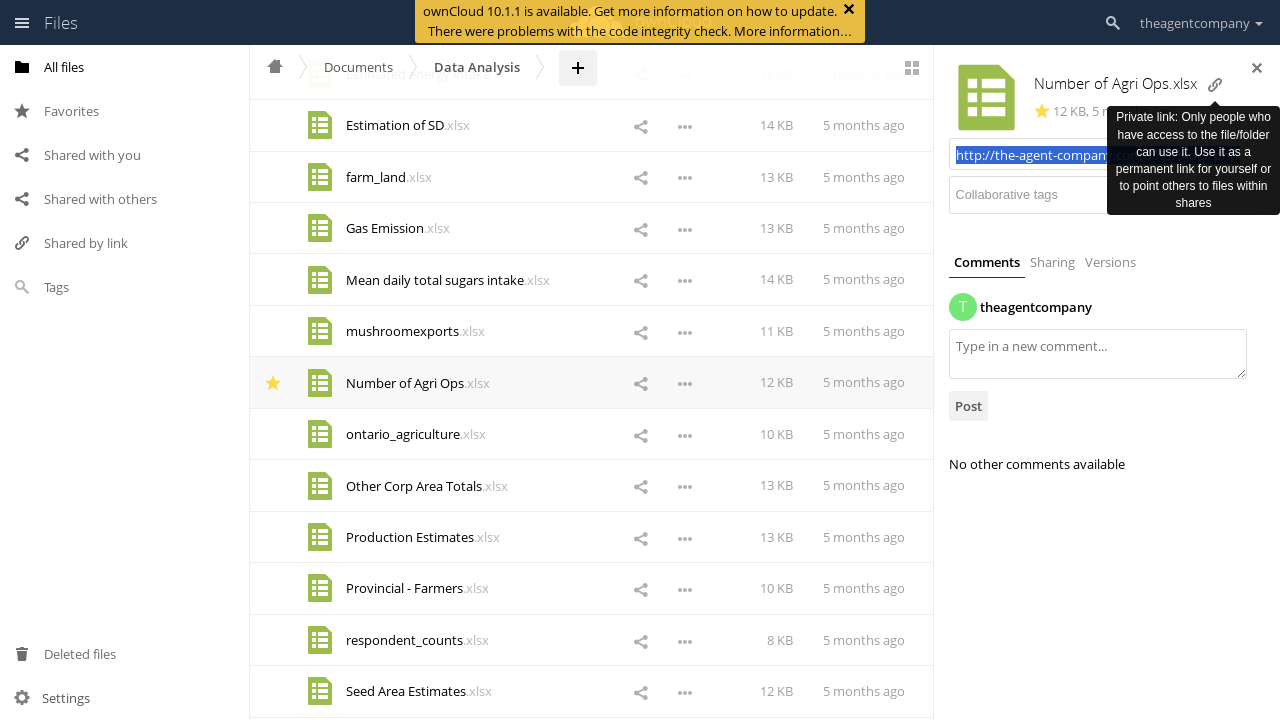 ownCloud 10.1.1 is available. Get more information on how to update.
There were problems with the code integrity check. More information…
Files
theagentcompany
All files
Favorites
Shared with you
Shared with others
Shared by link
Tags
Deleted files
Settings
Documents
Data Analysis
Estimation of SD.xlsx 14 KB 5 months ago
farm_land.xlsx 13 KB 5 months ago
Gas Emission.xlsx 13 KB 5 months ago
Mean daily total sugars intake.xlsx 14 KB 5 months ago
mushroomexports.xlsx 11 KB 5 months ago
Number of Agri Ops.xlsx 12 KB 5 months ago
ontario_agriculture.xlsx 10 KB 5 months ago
Other Corp Area Totals.xlsx 13 KB 5 months ago
Production Estimates.xlsx 13 KB 5 months ago
Provincial - Farmers.xlsx 10 KB 5 months ago
respondent_counts.xlsx 8 KB 5 months ago
Seed Area Estimates.xlsx 12 KB 5 months ago
Number of Agri Ops.xlsx
12 KB, 5
Private link: Only people who
have access to the file/folder
can use it. Use it as a
permanent link for yourself or
to point others to files within
shares
http://the-agent-company
Collaborative tags
Comments
Sharing
Versions
T
theagentcompany
Type in a new comment...
Post
No other comments available